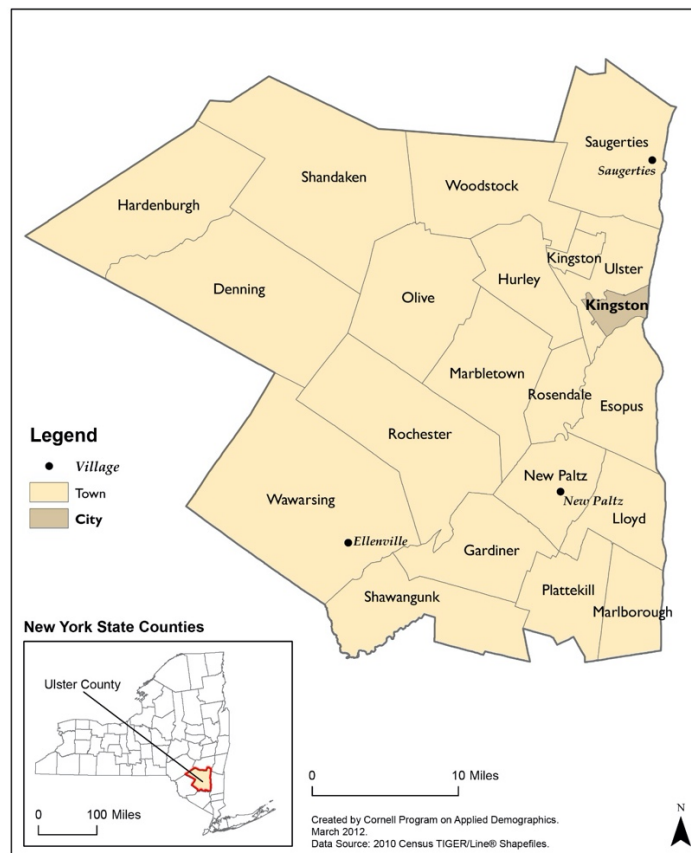 Saugerties
Saugerties
Shandaken
Woodstock
Hardenburgh
Kingston
Ulster
Hurley
Denning
Olive
Kingston
Marbletown
Rosendale
Esopus
Rochester
Legend
Village
Town
City
New Paltz
New Paltz
Wawarsing
Lloyd
Ellenville
Gardiner
Shawangunk
Plattekill
Marlborough
New York State Counties
Ulster County
0 100 Miles
0 10 Miles
Created by Cornell Program on Applied Demographics.
March 2012.
Data Source: 2010 Census TIGER/Line® Shapefiles.
N